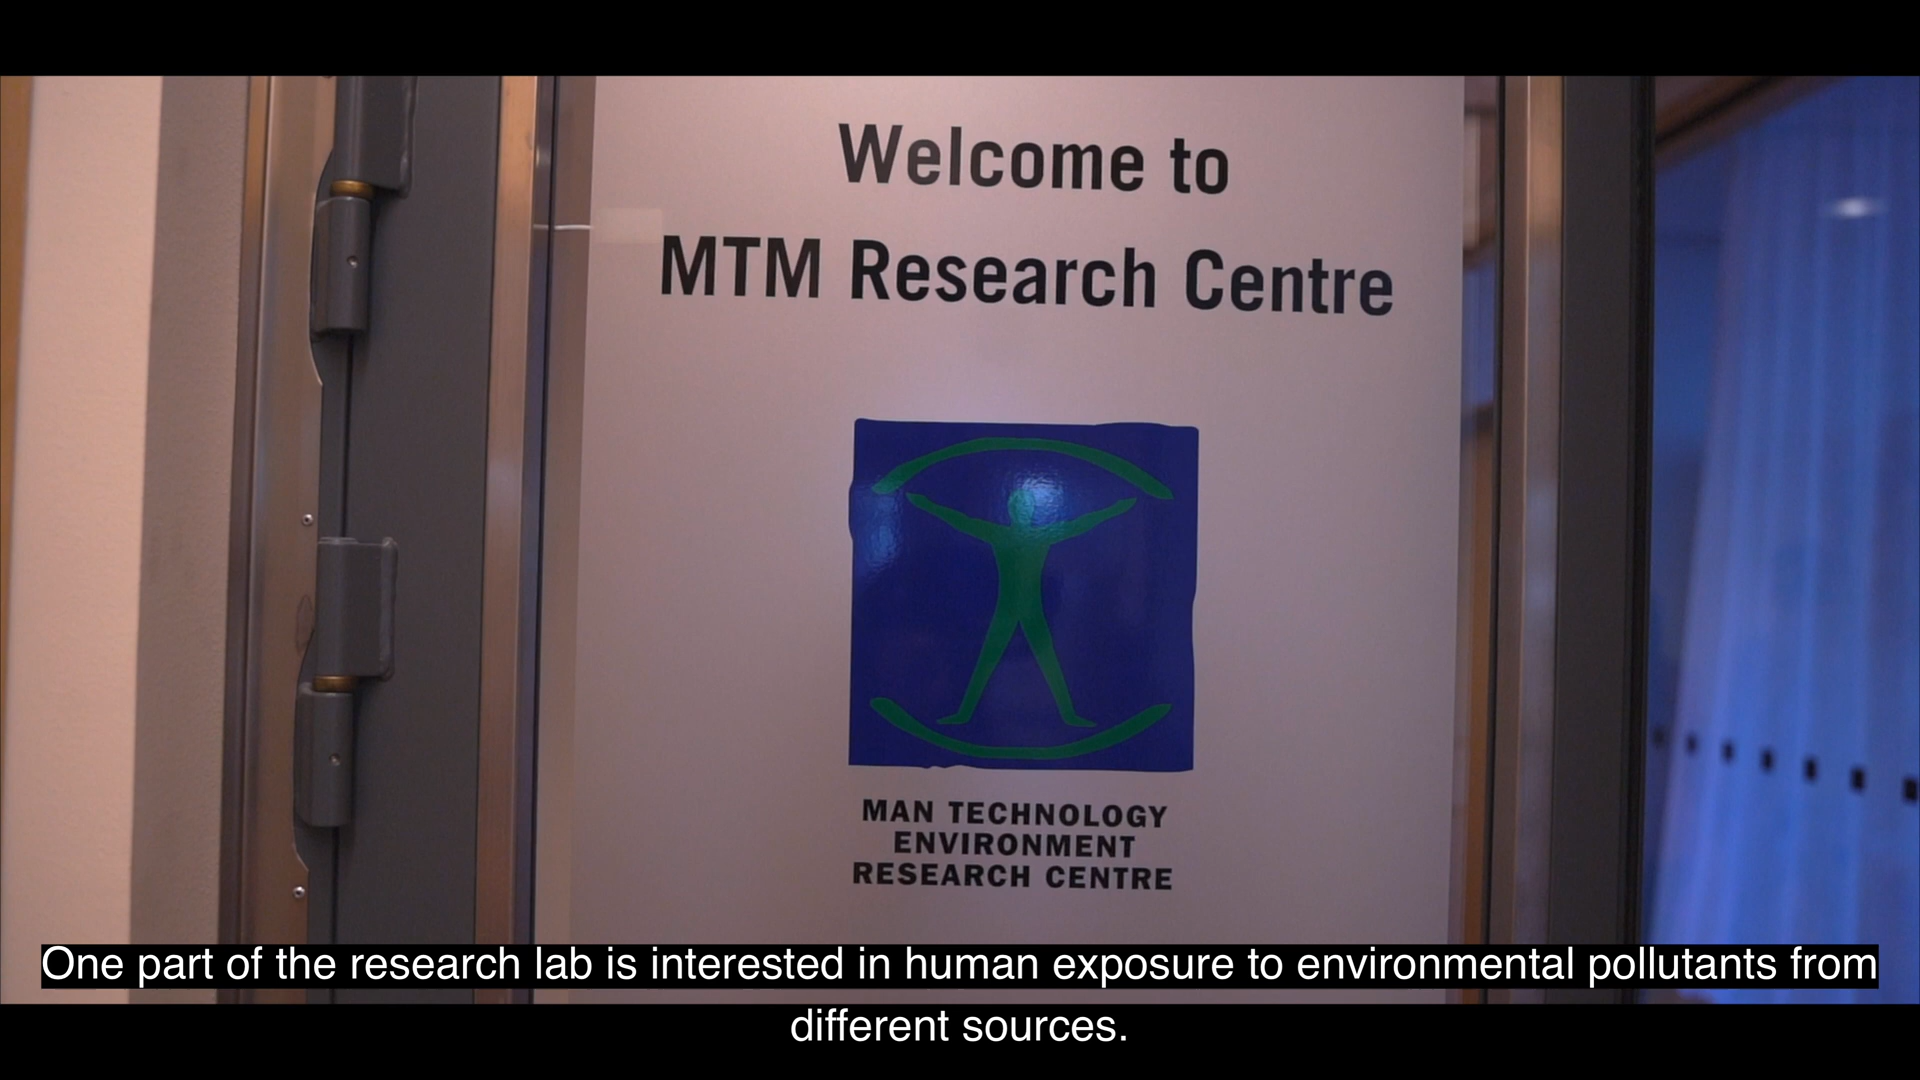 Welcome to
MTM Research Centre
MAN TECHNOLOGY
ENVIRONMENT
RESEARCH CENTRE
One part of the research lab is interested in human exposure to environmental pollutants from
different sources.